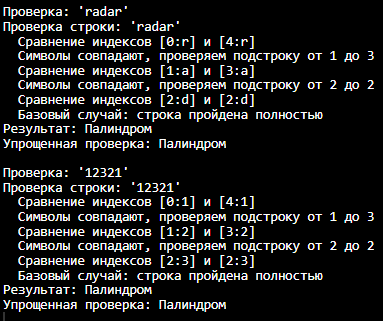 Проверка: 'radar'
Проверка строки: 'radar'
Сравнение индексов [0:r] и [4:r]
Символы совпадают, проверяем подстроку от 1 до 3
Сравнение индексов [1:a] и [3:a]
Символы совпадают, проверяем подстроку от 2 до 2
Сравнение индексов [2:d] и [2:d]
Базовый случай: строка пройдена полностью
Результат: Палиндром
Упрощенная проверка: Палиндром

Проверка: '12321'
Проверка строки: '12321'
Сравнение индексов [0:1] и [4:1]
Символы совпадают, проверяем подстроку от 1 до 3
Сравнение индексов [1:2] и [3:2]
Символы совпадают, проверяем подстроку от 2 до 2
Сравнение индексов [2:3] и [2:3]
Базовый случай: строка пройдена полностью
Результат: Палиндром
Упрощенная проверка: Палиндром